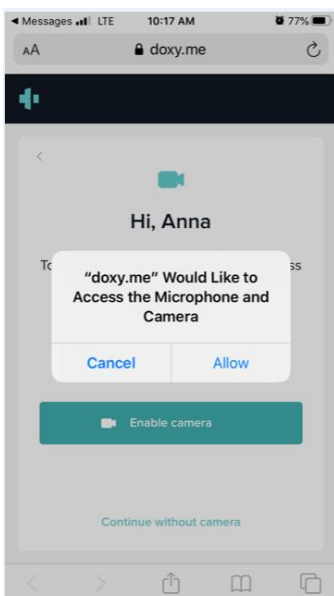 Messages LTE 10:17 AM 77%
AA doxy.me
Hi, Anna
To ss
“doxy.me” Would Like to
Access the Microphone and
Camera
Cancel Allow
Enable camera
Continue without camera